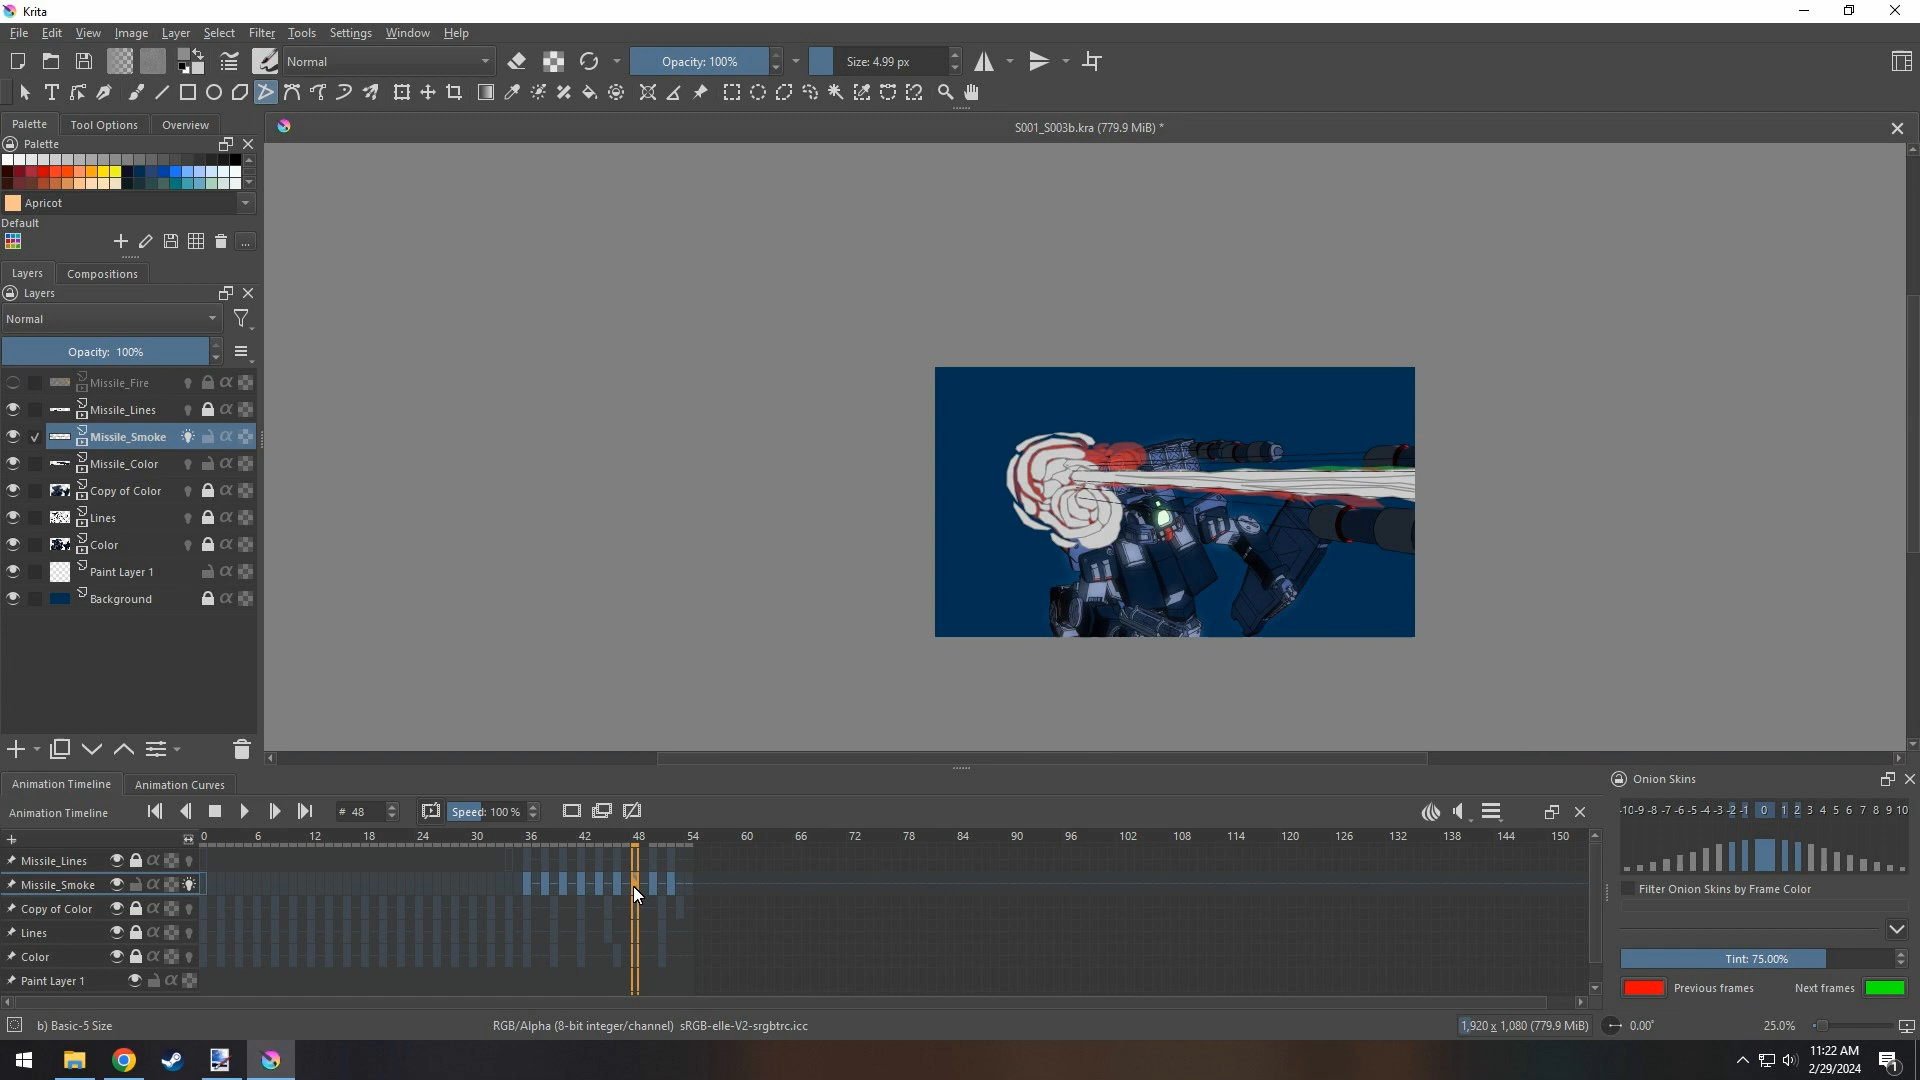 Krita
File Edit View Image Layer Select Filter Tools Settings Window Help
Normal
Opacity: 100%
Size: 4.99 px
Palette Tool Options Overview
S001_S003b.kra (779.9 MiB) *
Palette
Apricot
Default
...
Layers Compositions
Layers
Normal
Opacity: 100%
Missile_Fire
Missile_Lines
Missile_Smoke
Missile_Color
Copy of Color
Lines
Color
Paint Layer 1
Background
Animation Timeline Animation Curves
Onion Skins
Animation Timeline
# 48
Speed: 100 %
-10 -9 -8 -7 -6 -5 -4 -3 -2 -1 0 1 2 3 4 5 6 7 8 9 10
0 6 12 18 24 30 36 42 48 54 60 66 72 78 84 90 96 102 108 114 120 126 132 138 144 150
Missile_Lines
Missile_Smoke
Filter Onion Skins by Frame Color
Copy of Color
Lines
Color
Tint: 75.00%
Paint Layer 1
Previous frames Next frames
b) Basic-5 Size
RGB/Alpha (8-bit integer/channel) sRGB-elle-V2-srgbtrc.icc
1,920 x 1,080 (779.9 MiB)
0.00°
25.0%
11:22 AM
2/29/2024
1